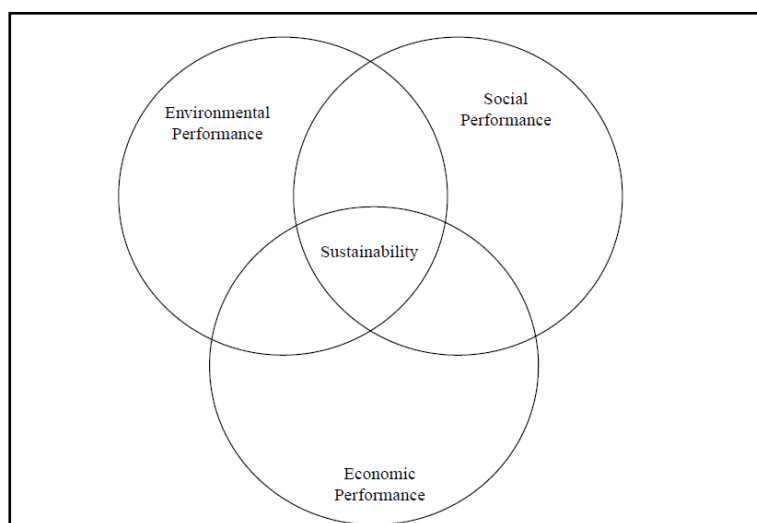 Environmental
Performance
Social
Performance
Sustainability
Economic
Performance